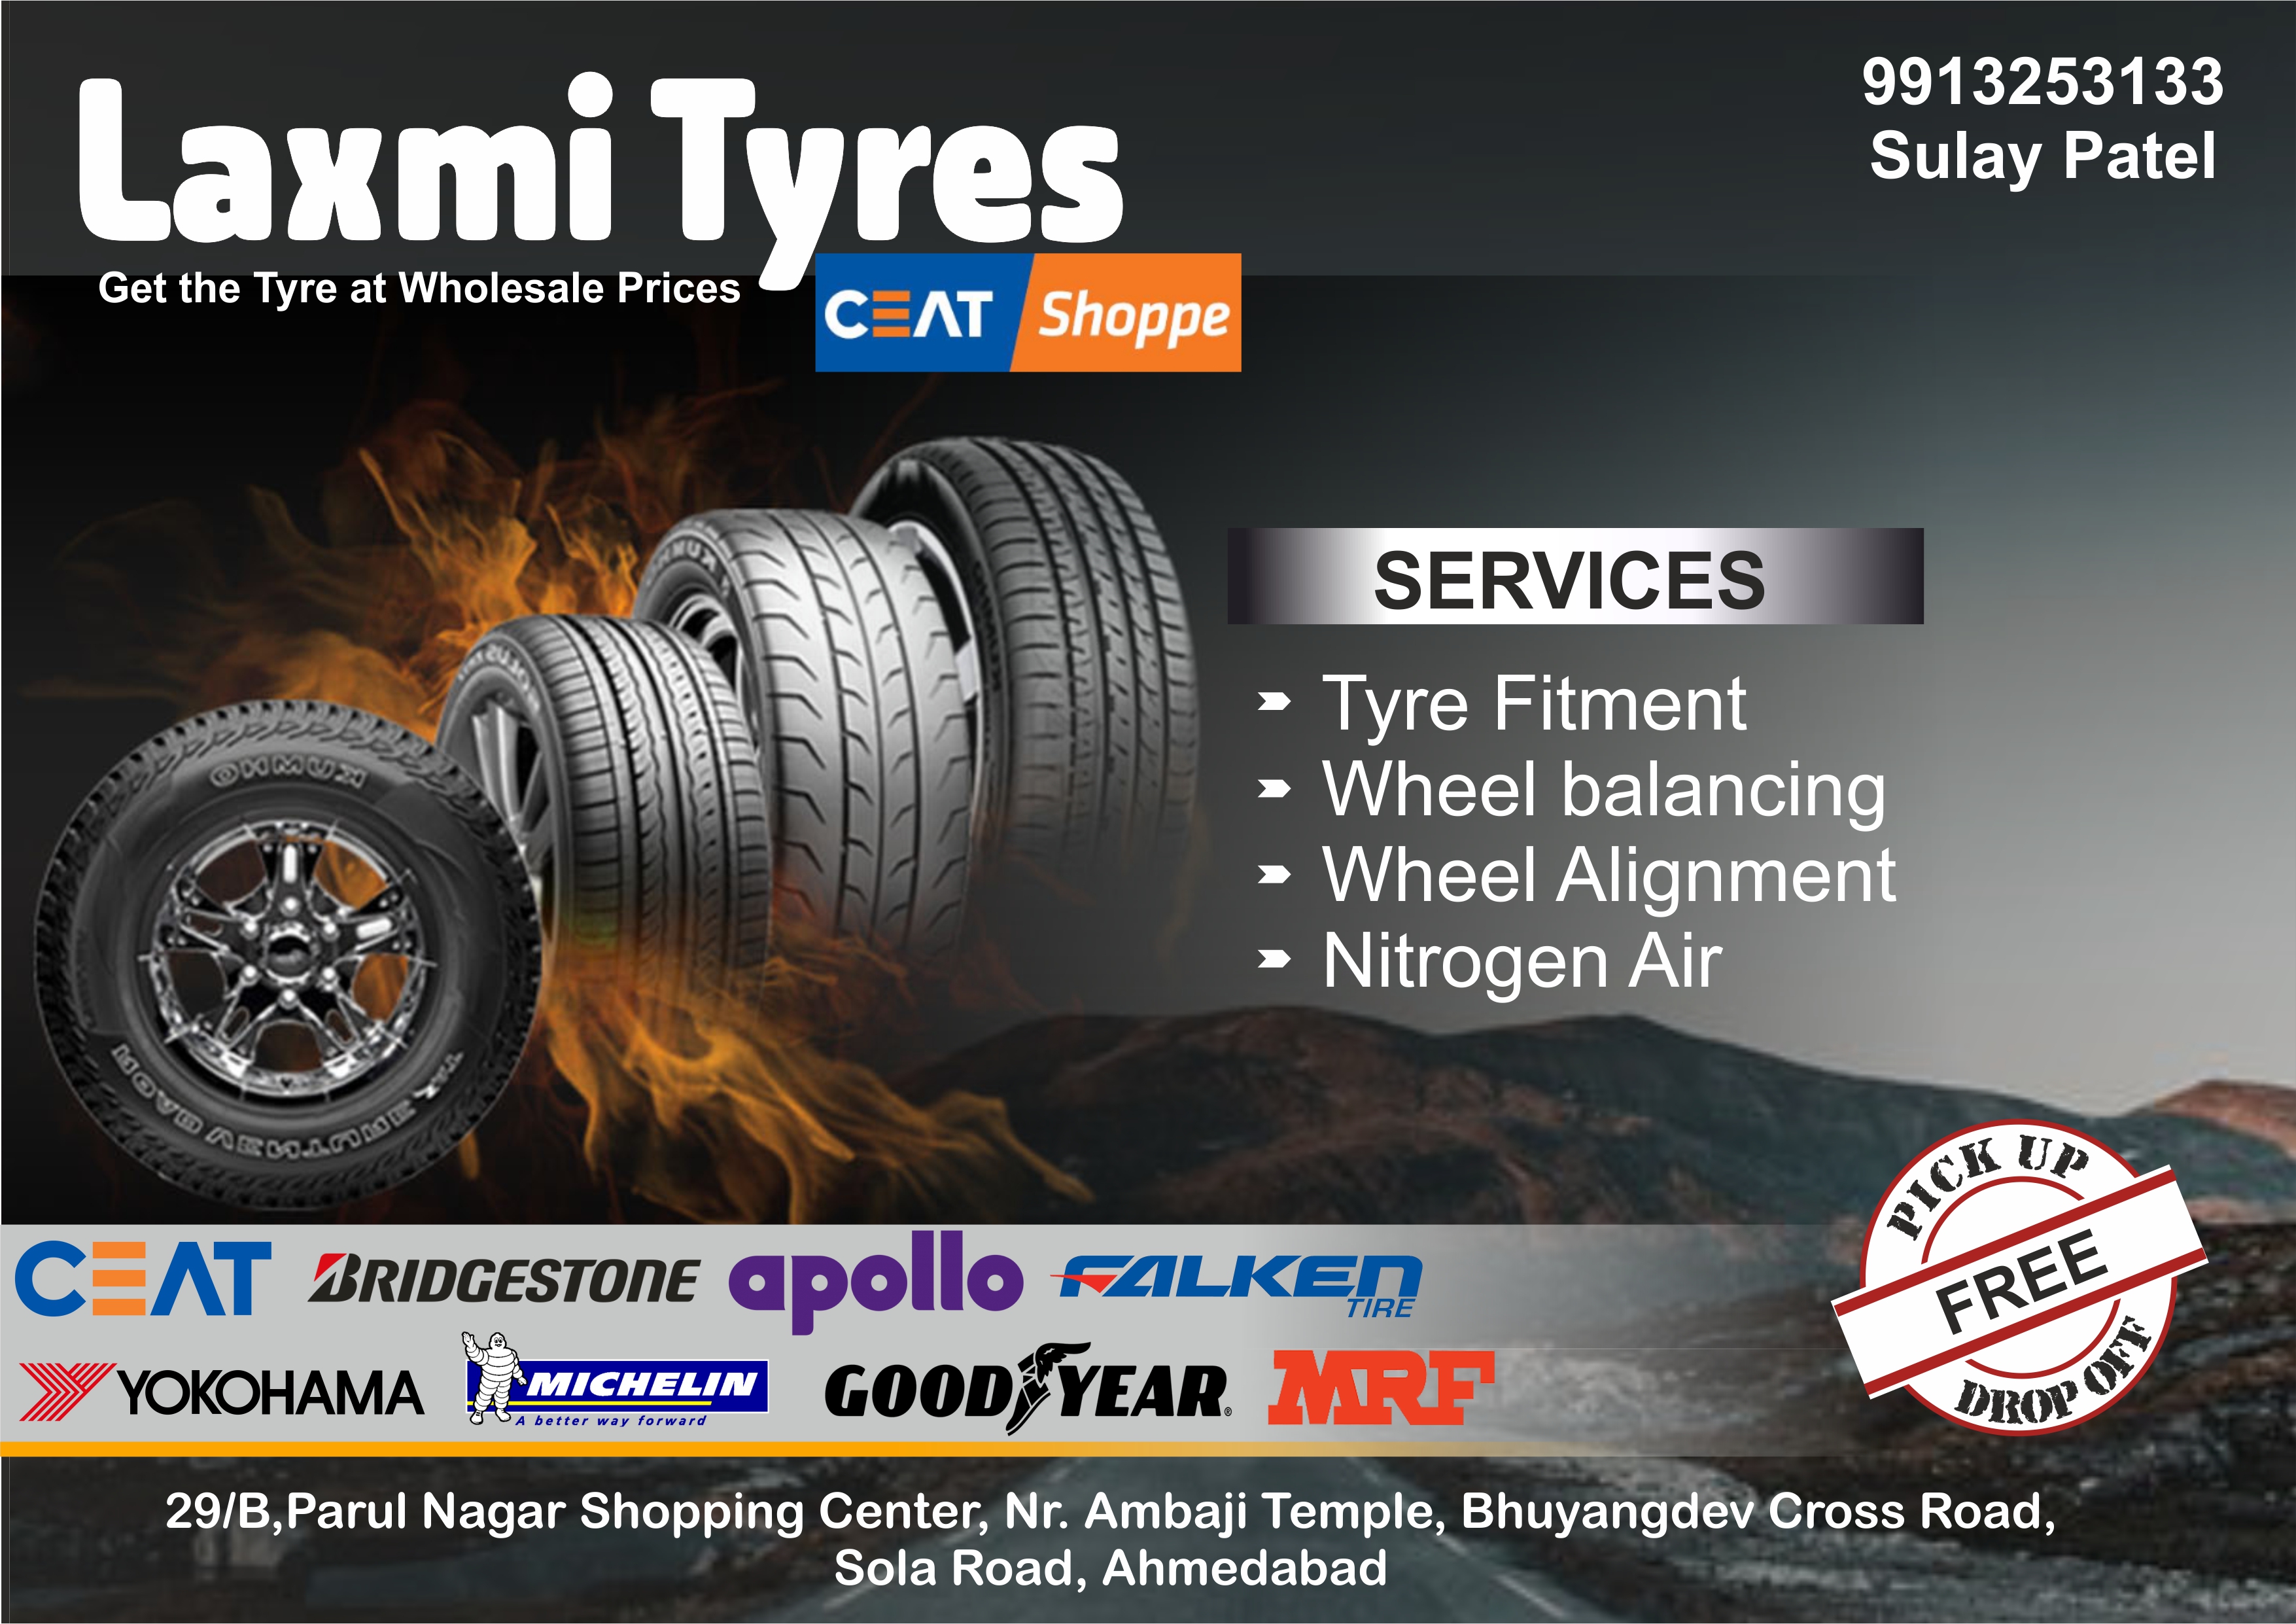 Laxmi Tyres
9913253133
Sulay Patel
Get the Tyre at Wholesale Prices
CEAT Shoppe
SERVICES
Tyre Fitment
Wheel balancing
Wheel Alignment
Nitrogen Air
KUMHO
PICK UP
FREE
DROP OFF
CEAT BRIDGESTONE apollo FALKEN
TIRE
YOKOHAMA MICHELIN GOODYEAR MRF
A better way forward
29/B,Parul Nagar Shopping Center, Nr. Ambaji Temple, Bhuyangdev Cross Road,
Sola Road, Ahmedabad